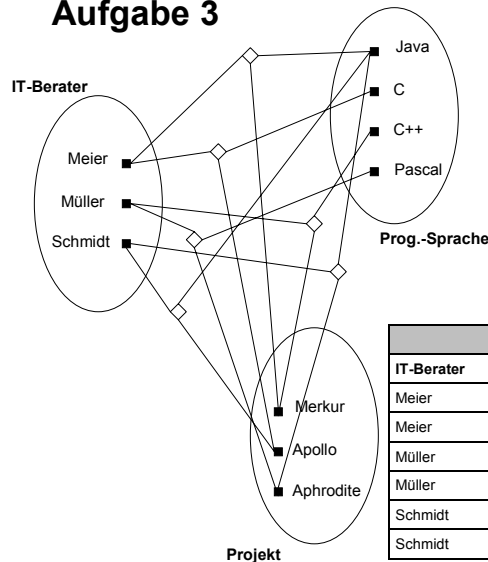 Aufgabe 3
IT-Berater
Meier
Müller
Schmidt
Java
C
C++
Pascal
Prog.-Sprache
Merkur
Apollo
Aphrodite
Projekt
IT-Berater
Meier
Meier
Müller
Müller
Schmidt
Schmidt